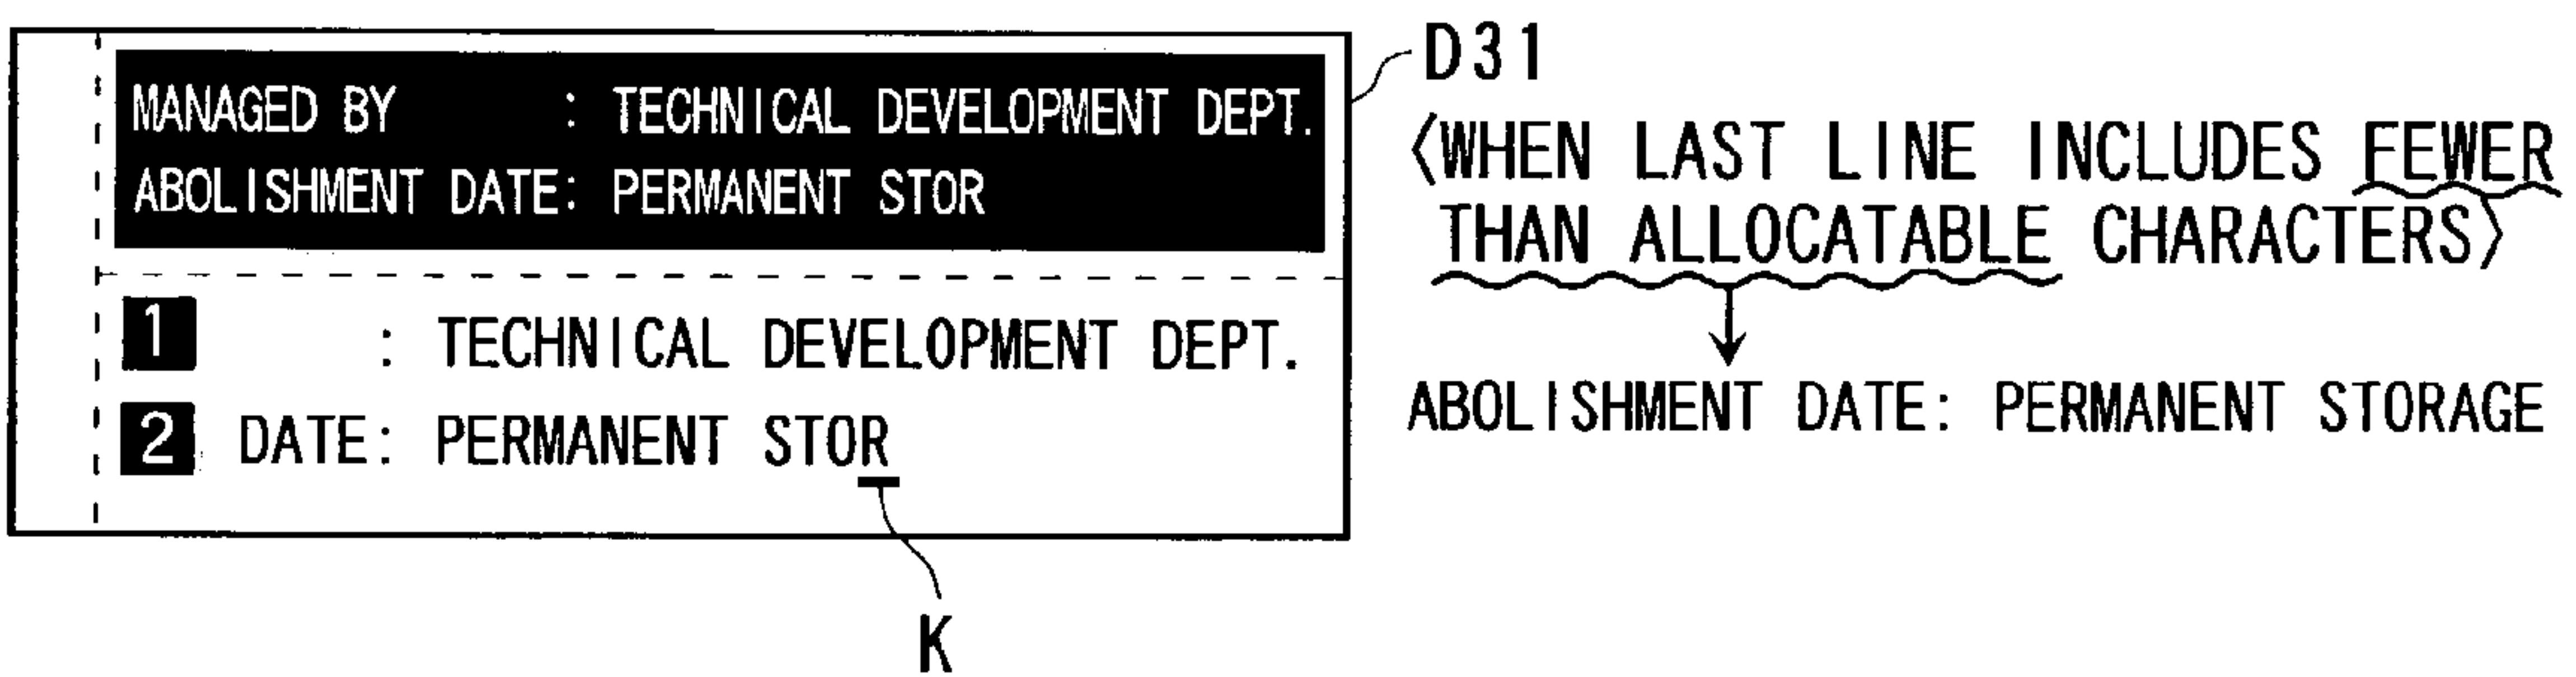 MANAGED BY : TECHNICAL DEVELOPMENT DEPT.
ABOLISHMENT DATE: PERMANENT STOR
1 : TECHNICAL DEVELOPMENT DEPT.
2 DATE: PERMANENT STOR
K
D31
〈WHEN LAST LINE INCLUDES FEWER
THAN ALLOCATABLE CHARACTERS〉
ABOLISHMENT DATE: PERMANENT STORAGE